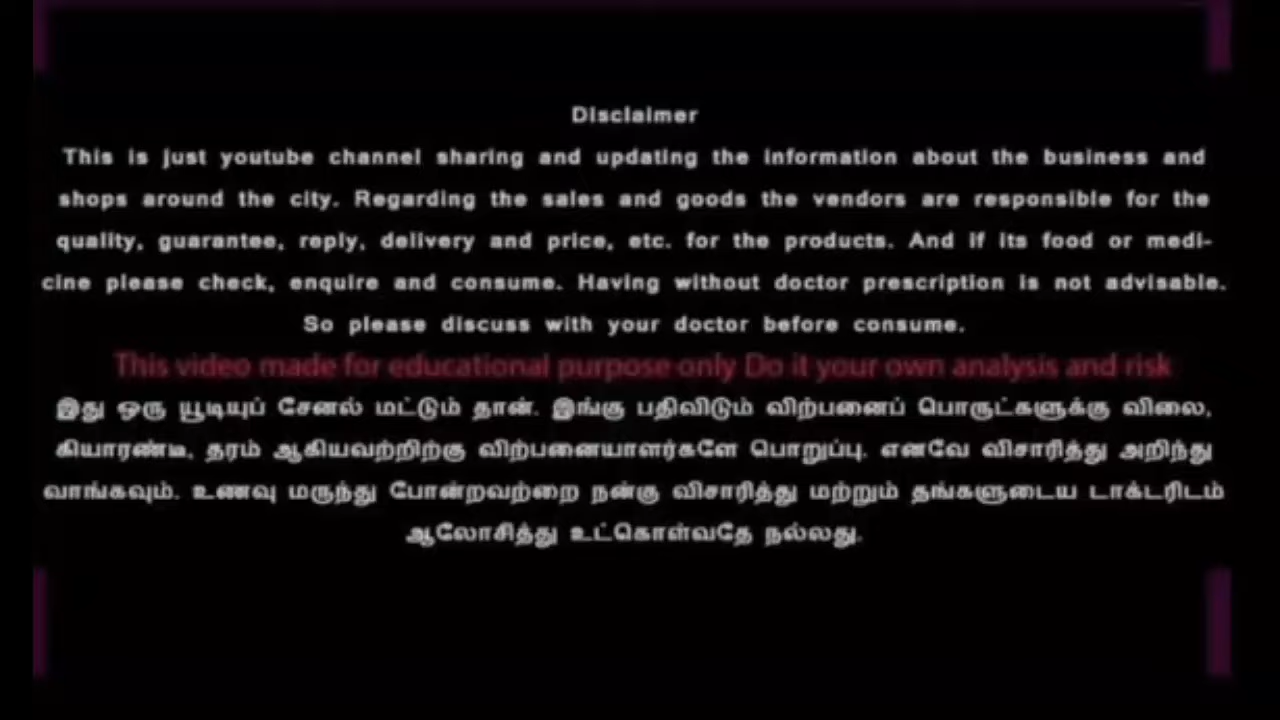 Disclaimer
This is just youtube channel sharing and updating the information about the business and
shops around the city. Regarding the sales and goods the vendors are responsible for the
quality, guarantee, reply, delivery and price, etc. for the products. And if its food or medi-
cine please check, enquire and consume. Having without doctor prescription is not advisable.
So please discuss with your doctor before consume.
This video made for educational purpose only Do it your own analysis and risk
இது ஒரு யூடியுப் சேனல் மட்டும் தான். இங்கு பதிவிடும் விற்பனைப் பொருட்களுக்கு விலை,
கியாரண்டி, தரம் ஆகியவற்றிற்கு விற்பனையாளர்களே பொறுப்பு. எனவே விசாரித்து அறிந்து
வாங்கவும். உணவு மருந்து போன்றவற்றை நன்கு விசாரித்து மற்றும் தங்களுடைய டாக்டரிடம்
ஆலோசித்து உட்கொள்வதே நல்லது.